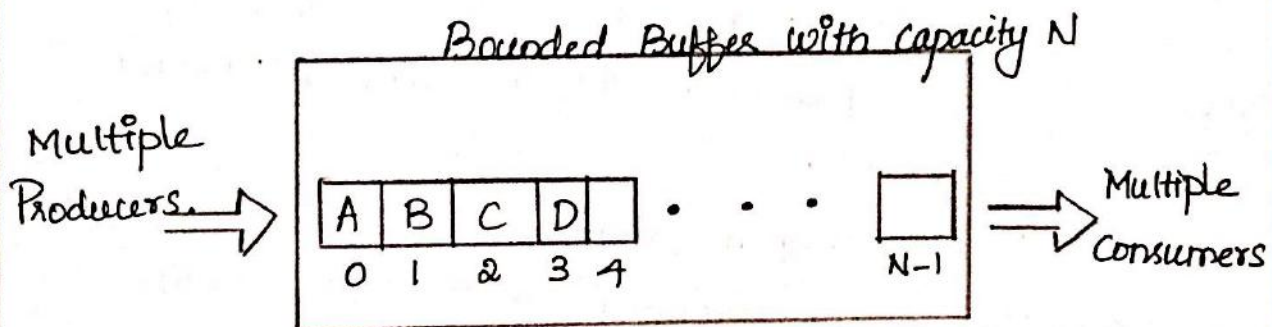 Bounded Buffer with capacity N
Multiple
Producers.
A B C D
0 1 2 3 4
N-1
Multiple
Consumers